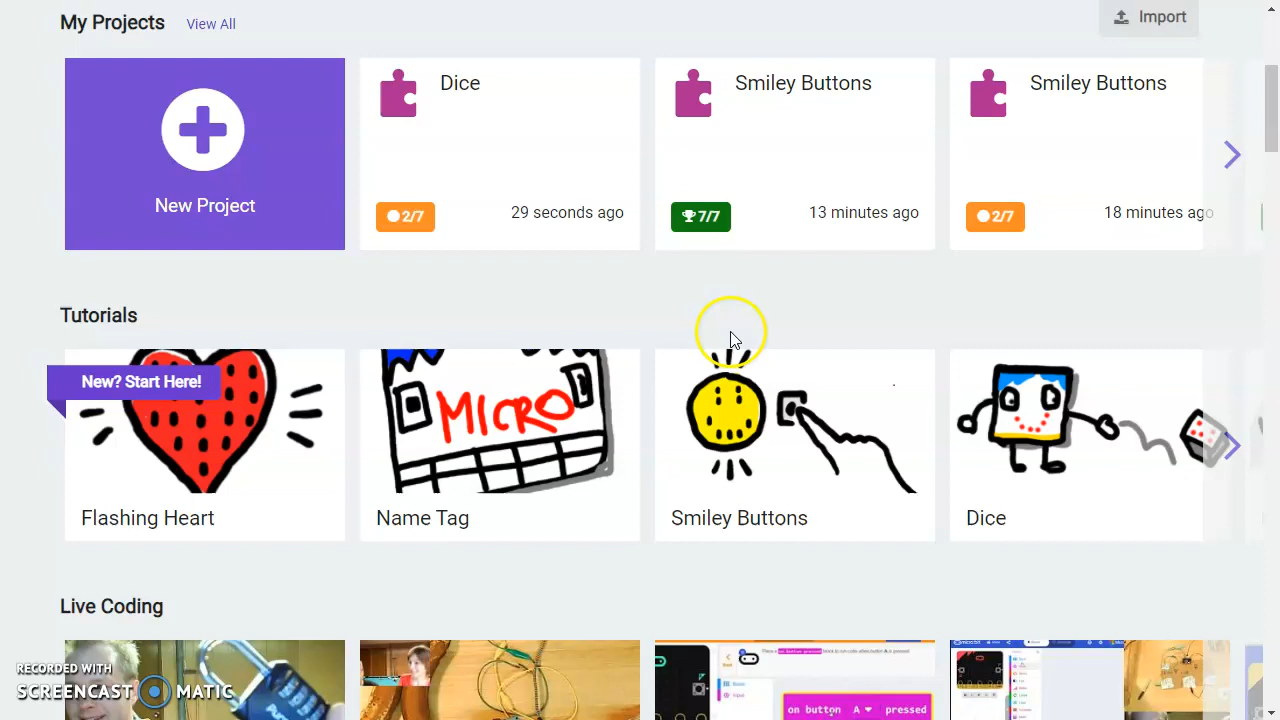 My Projects View All
Import
New Project
Dice
2/7
29 seconds ago
Smiley Buttons
7/7
13 minutes ago
Smiley Buttons
2/7
18 minutes ago
Tutorials
New? Start Here!
Flashing Heart
MICRO
Name Tag
Smiley Buttons
Dice
Live Coding
on button A pressed
RECORDED WITH
SCREENCAST MATIC